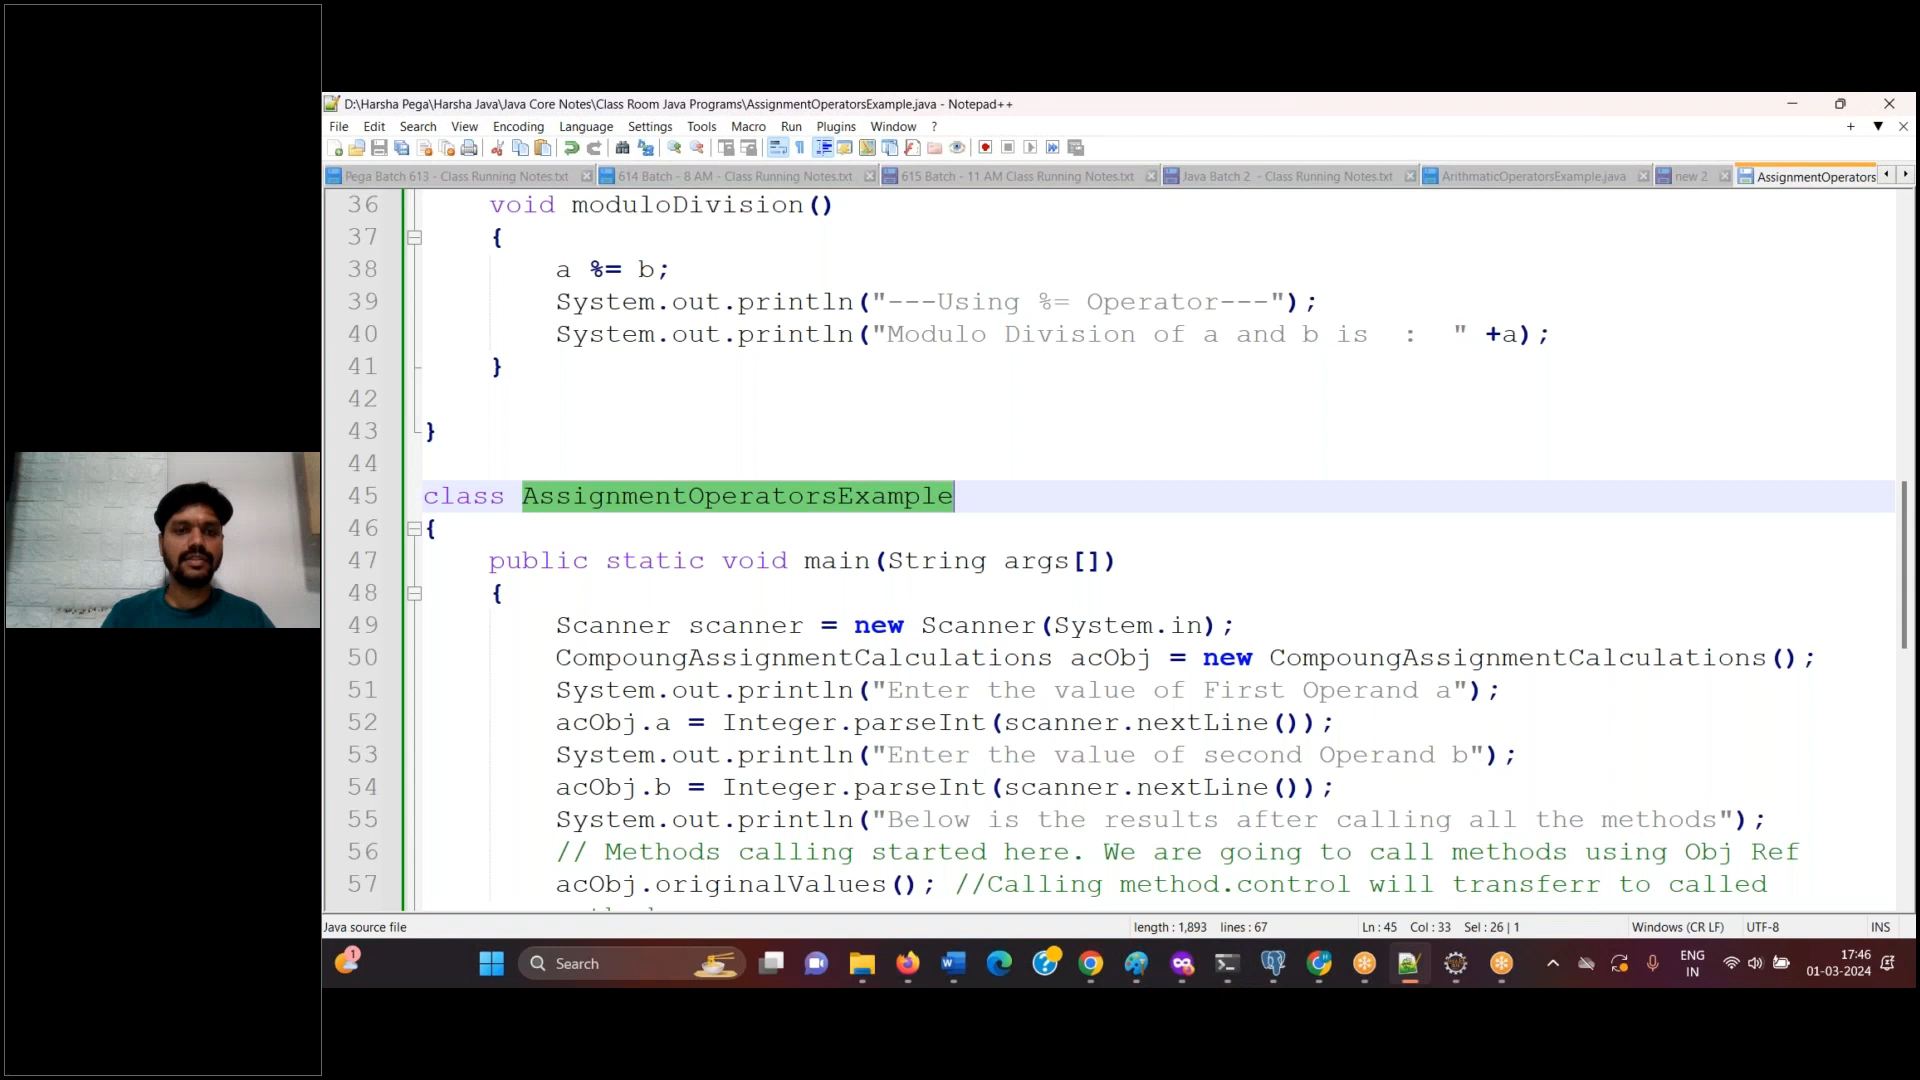 D:\Harsha Pega\Harsha Java\Java Core Notes\Class Room Java Programs\AssignmentOperatorsExample.java - Notepad++
File Edit Search View Encoding Language Settings Tools Macro Run Plugins Window ?
Pega Batch 613 - Class Running Notes.txt 614 Batch - 8 AM - Class Running Notes.txt 615 Batch - 11 AM Class Running Notes.txt Java Batch 2 - Class Running Notes.txt ArithmaticOperatorsExample.java new 2 AssignmentOperators
36 void moduloDivision()
37 {
38 a %= b;
39 System.out.println("---Using %= Operator---");
40 System.out.println("Modulo Division of a and b is : " +a);
41 }
42
43 }
44
45 class AssignmentOperatorsExample
46 {
47 public static void main(String args[])
48 {
49 Scanner scanner = new Scanner(System.in);
50 CompoungAssignmentCalculations acObj = new CompoungAssignmentCalculations();
51 System.out.println("Enter the value of First Operand a");
52 acObj.a = Integer.parseInt(scanner.nextLine());
53 System.out.println("Enter the value of second Operand b");
54 acObj.b = Integer.parseInt(scanner.nextLine());
55 System.out.println("Below is the results after calling all the methods");
56 // Methods calling started here. We are going to call methods using Obj Ref
57 acObj.originalValues(); //Calling method.control will transferr to called
Java source file length : 1,893 lines : 67 Ln : 45 Col : 33 Sel : 26 | 1 Windows (CR LF) UTF-8 INS
1 Search ENG IN 17:46 01-03-2024